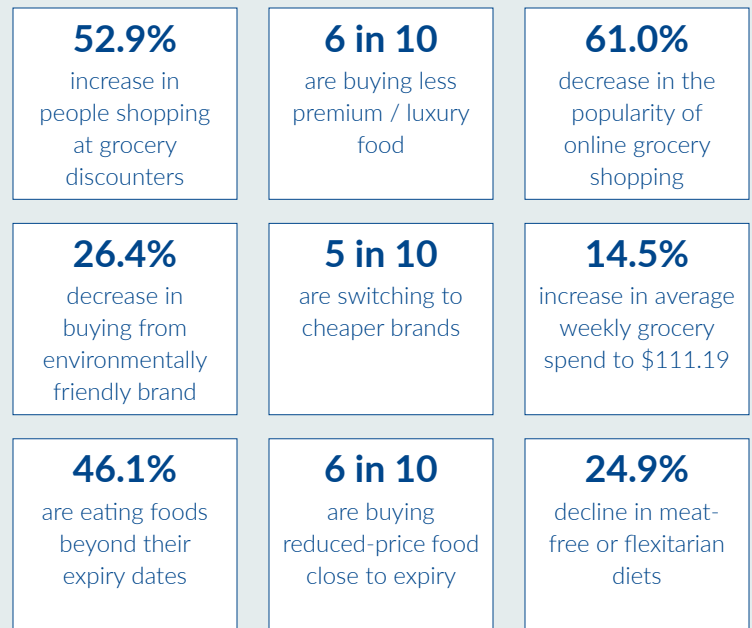 52.9%
increase in
people shopping
at grocery
discounters
6 in 10
are buying less
premium / luxury
food
61.0%
decrease in the
popularity of
online grocery
shopping
26.4%
decrease in
buying from
environmentally
friendly brand
5 in 10
are switching to
cheaper brands
14.5%
increase in average
weekly grocery
spend to $111.19
46.1%
are eating foods
beyond their
expiry dates
6 in 10
are buying
reduced-price food
close to expiry
24.9%
decline in meat-
free or flexitarian
diets